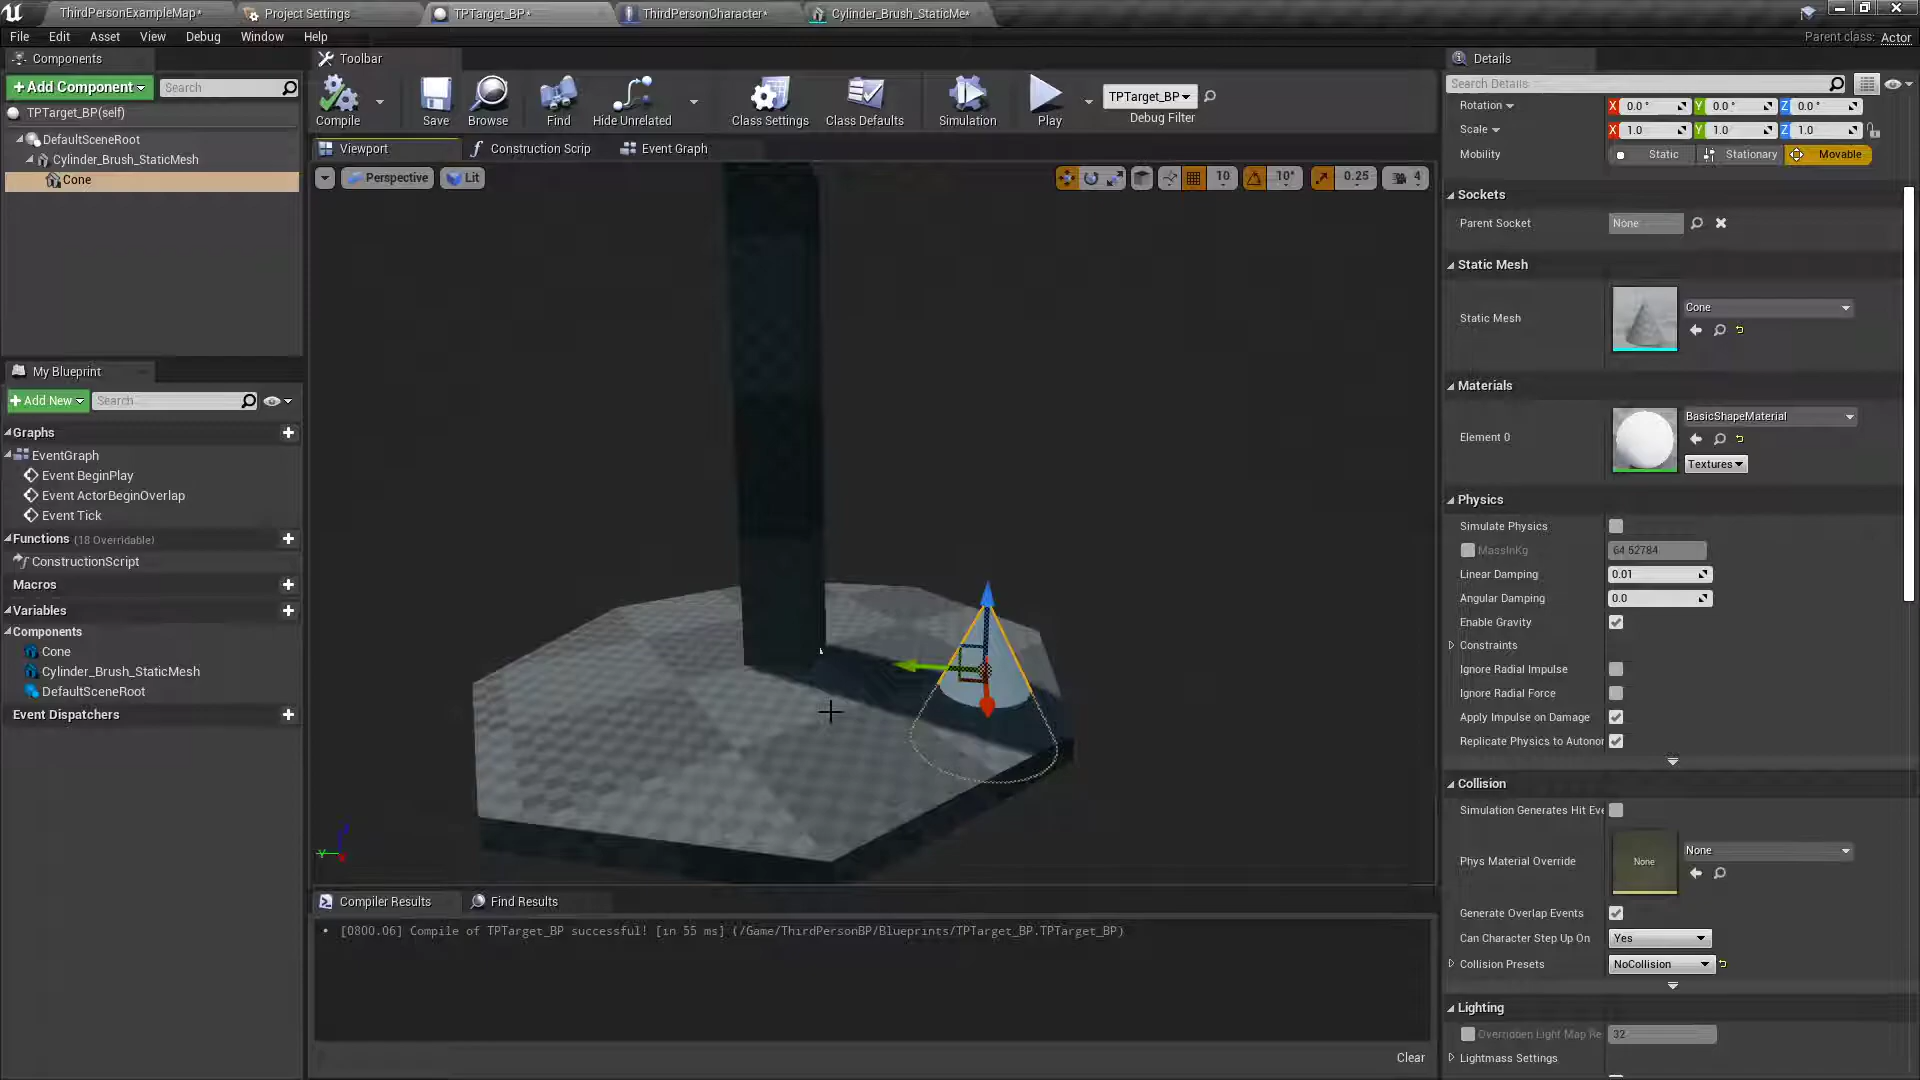 ThirdPersonExampleMap*
Project Settings
TPTarget_BP*
ThirdPersonCharacter*
Cylinder_Brush_StaticMe*
File
Edit
Asset
View
Debug
Window
Help
Parent class: Actor
Components
+Add Component
Search
TPTarget_BP(self)
DefaultSceneRoot
Cylinder_Brush_StaticMesh
Cone
My Blueprint
+Add New
Search
Graphs
EventGraph
Event BeginPlay
Event ActorBeginOverlap
Event Tick
Functions (18 Overridable)
ConstructionScript
Macros
Variables
Components
Cone
Cylinder_Brush_StaticMesh
DefaultSceneRoot
Event Dispatchers
Toolbar
Compile
Save
Browse
Find
Hide Unrelated
Class Settings
Class Defaults
Simulation
Play
TPTarget_BP
Debug Filter
Viewport
Construction Scrip
Event Graph
Perspective
Lit
10
10°
0.25
4
Y
Compiler Results
Find Results
• [0800.06] Compile of TPTarget_BP successful! [in 55 ms] (/Game/ThirdPersonBP/Blueprints/TPTarget_BP.TPTarget_BP)
Clear
Details
Search Details
Rotation X 0.0° Y 0.0° Z 0.0°
Scale X 1.0 Y 1.0 Z 1.0
Mobility Static Stationary Movable
Sockets
Parent Socket None
Static Mesh
Static Mesh Cone
Materials
Element 0 BasicShapeMaterial
Textures
Physics
Simulate Physics
MassInKg 64.52784
Linear Damping 0.01
Angular Damping 0.0
Enable Gravity
Constraints
Ignore Radial Impulse
Ignore Radial Force
Apply Impulse on Damage
Replicate Physics to Autonor
Collision
Simulation Generates Hit Eve
Phys Material Override None None
Generate Overlap Events
Can Character Step Up On Yes
Collision Presets NoCollision
Lighting
Overriden Light Map Re 32
Lightmass Settings